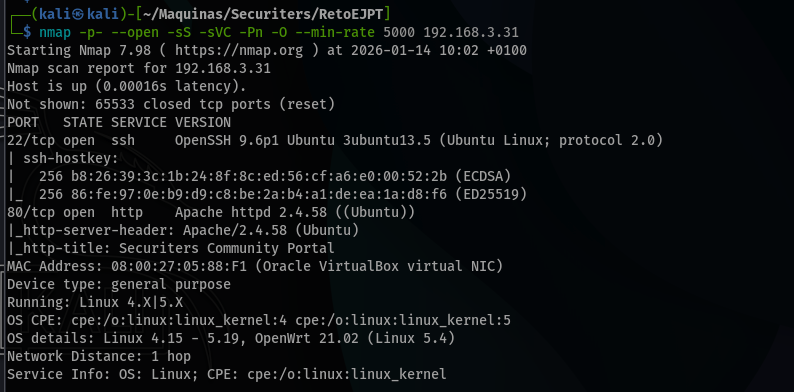 (kali㉿kali)-[~/Maquinas/Securiters/RetoEJPT]
$ nmap -p- --open -sS -sVC -Pn -O --min-rate 5000 192.168.3.31
Starting Nmap 7.98 ( https://nmap.org ) at 2026-01-14 10:02 +0100
Nmap scan report for 192.168.3.31
Host is up (0.00016s latency).
Not shown: 65533 closed tcp ports (reset)
PORT   STATE SERVICE VERSION
22/tcp open  ssh     OpenSSH 9.6p1 Ubuntu 3ubuntu13.5 (Ubuntu Linux; protocol 2.0)
| ssh-hostkey:
|   256 b8:26:39:3c:1b:24:8f:8c:ed:56:cf:a6:e0:00:52:2b (ECDSA)
|_  256 86:fe:97:0e:b9:d9:c8:be:2a:b4:a1:de:ea:1a:d8:f6 (ED25519)
80/tcp open  http    Apache httpd 2.4.58 ((Ubuntu))
|_http-server-header: Apache/2.4.58 (Ubuntu)
|_http-title: Securiters Community Portal
MAC Address: 08:00:27:05:88:F1 (Oracle VirtualBox virtual NIC)
Device type: general purpose
Running: Linux 4.X|5.X
OS CPE: cpe:/o:linux:linux_kernel:4 cpe:/o:linux:linux_kernel:5
OS details: Linux 4.15 - 5.19, OpenWrt 21.02 (Linux 5.4)
Network Distance: 1 hop
Service Info: OS: Linux; CPE: cpe:/o:linux:linux_kernel